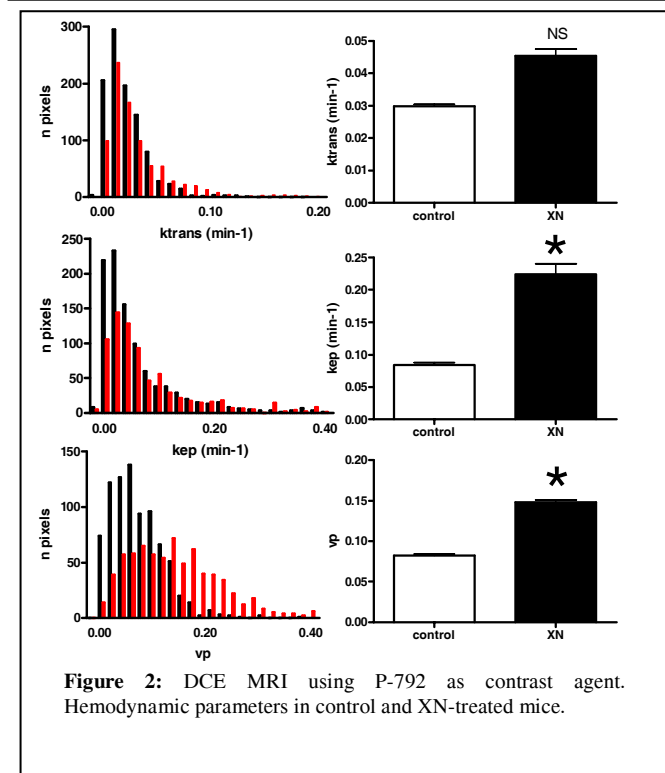 300
200
100
0
n pixels
0.00 0.10 0.20
ktrans (min-1)
NS
0.05
0.04
0.03
0.02
0.01
0.00
ktrans (min-1)
control XN
250
200
150
100
50
0
n pixels
0.00 0.20 0.40
kep (min-1)
*
0.25
0.20
0.15
0.10
0.05
0.00
kep (min-1)
control XN
150
100
50
0
n pixels
0.00 0.20 0.40
vp
*
0.20
0.15
0.10
0.05
0.00
vp
control XN
Figure 2: DCE MRI using P-792 as contrast agent.
Hemodynamic parameters in control and XN-treated mice.